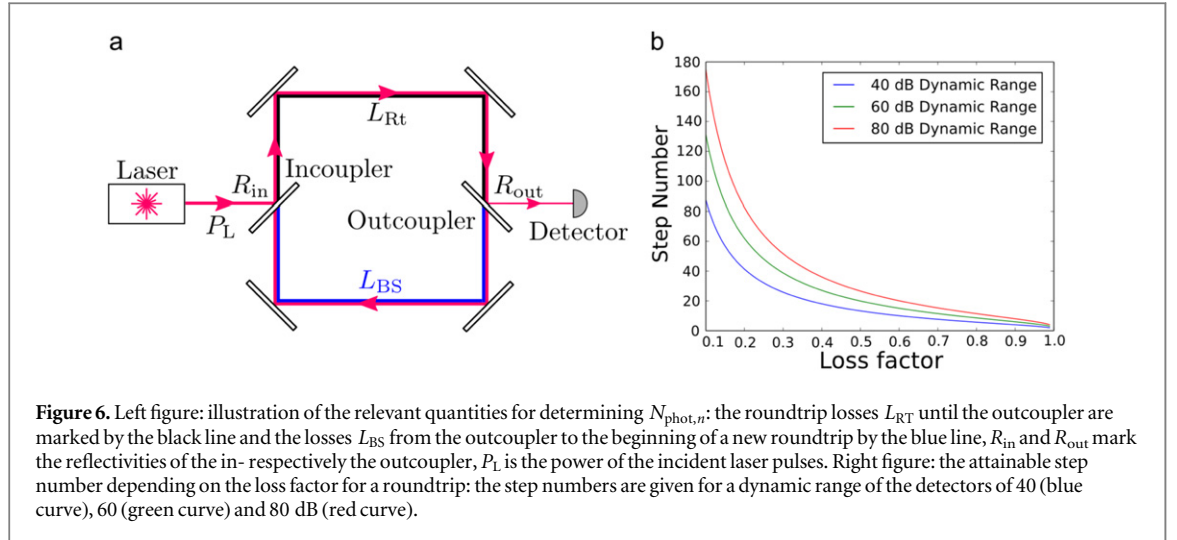 a
Laser
P_L
R_in
Incoupler
L_Rt
R_out
Outcoupler
Detector
L_BS
b
Step Number
180
160
140
120
100
80
60
40
20
0
40 dB Dynamic Range
60 dB Dynamic Range
80 dB Dynamic Range
0.1 0.2 0.3 0.4 0.5 0.6 0.7 0.8 0.9 1.0
Loss factor
Figure 6. Left figure: illustration of the relevant quantities for determining N_phot,n: the roundtrip losses L_RT until the outcoupler are
marked by the black line and the losses L_BS from the outcoupler to the beginning of a new roundtrip by the blue line, R_in and R_out mark
the reflectivities of the in- respectively the outcoupler, P_L is the power of the incident laser pulses. Right figure: the attainable step
number depending on the loss factor for a roundtrip: the step numbers are given for a dynamic range of the detectors of 40 (blue
curve), 60 (green curve) and 80 dB (red curve).